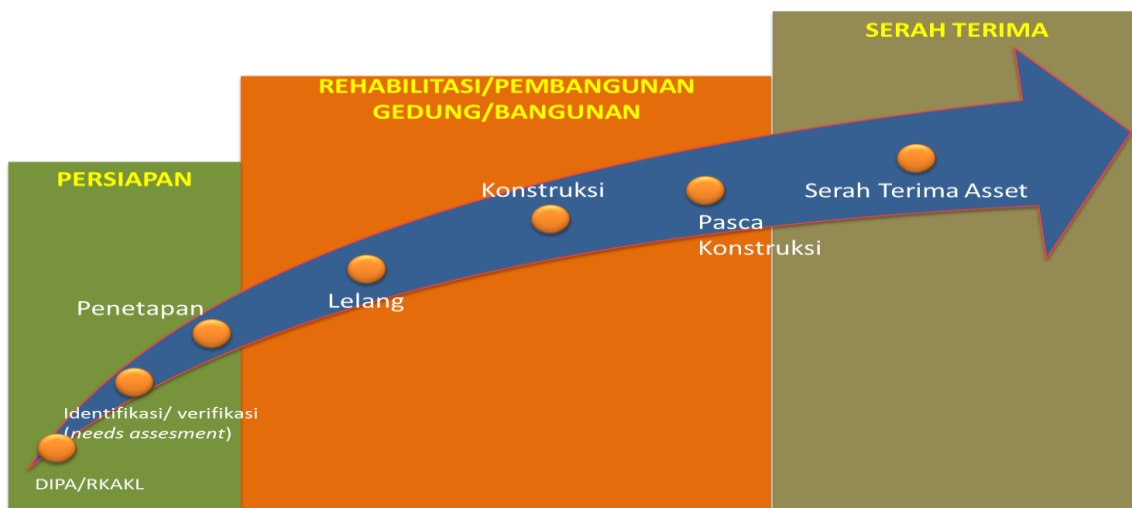 PERSIAPAN
DIPA/RKAKL
Identifikasi/ verifikasi
(needs assesment)
Penetapan
REHABILITASI/PEMBANGUNAN
GEDUNG/BANGUNAN
Lelang
Konstruksi
Pasca
Konstruksi
SERAH TERIMA
Serah Terima Asset